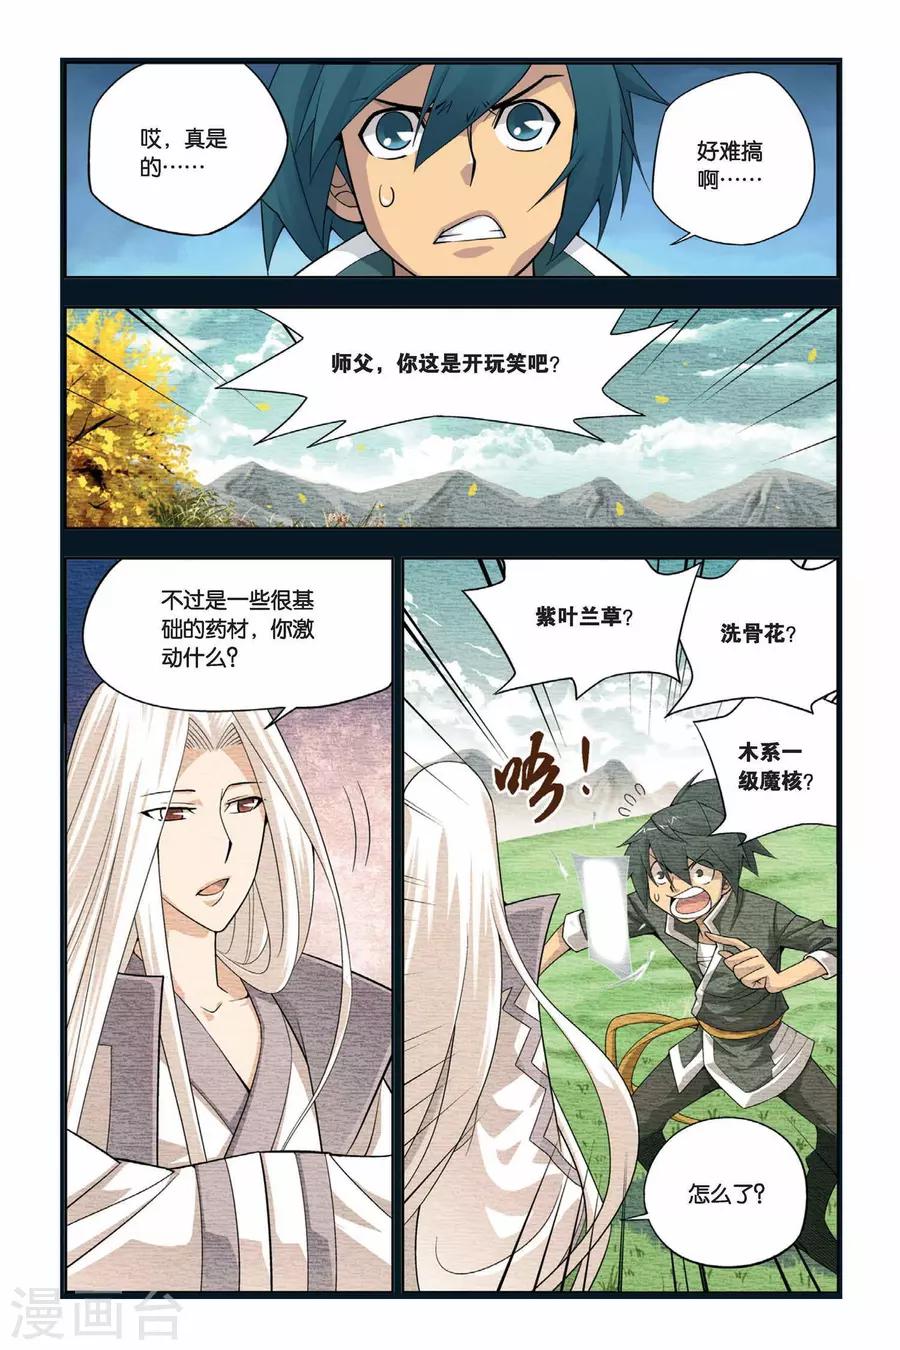 哎，真是
的……
好难搞
啊……
师父，你这是开玩笑吧？
不过是一些很基
础的药材，你激
动什么？
紫叶兰草？
洗骨花？
木系一
级魔核？
唔！
怎么了？
漫画台